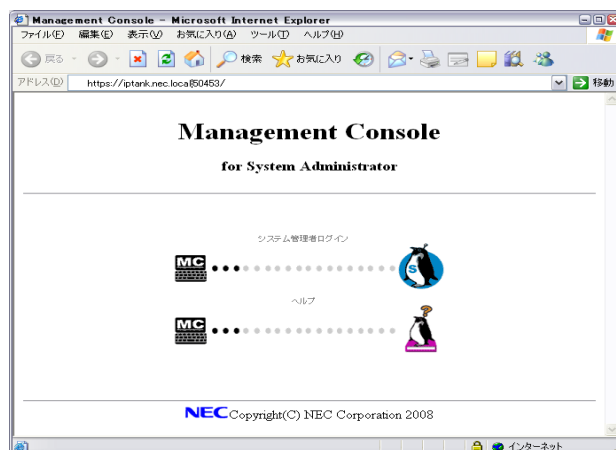 Management Console - Microsoft Internet Explorer
ファイル(F) 編集(E) 表示(V) お気に入り(A) ツール(T) ヘルプ(H)
戻る 検索 お気に入り
アドレス(D) https://iptank.nec.local:50453/ 移動
Management Console
for System Administrator
システム管理者ログイン
MC S
ヘルプ
MC ?
NEC Copyright(C) NEC Corporation 2008
インターネット